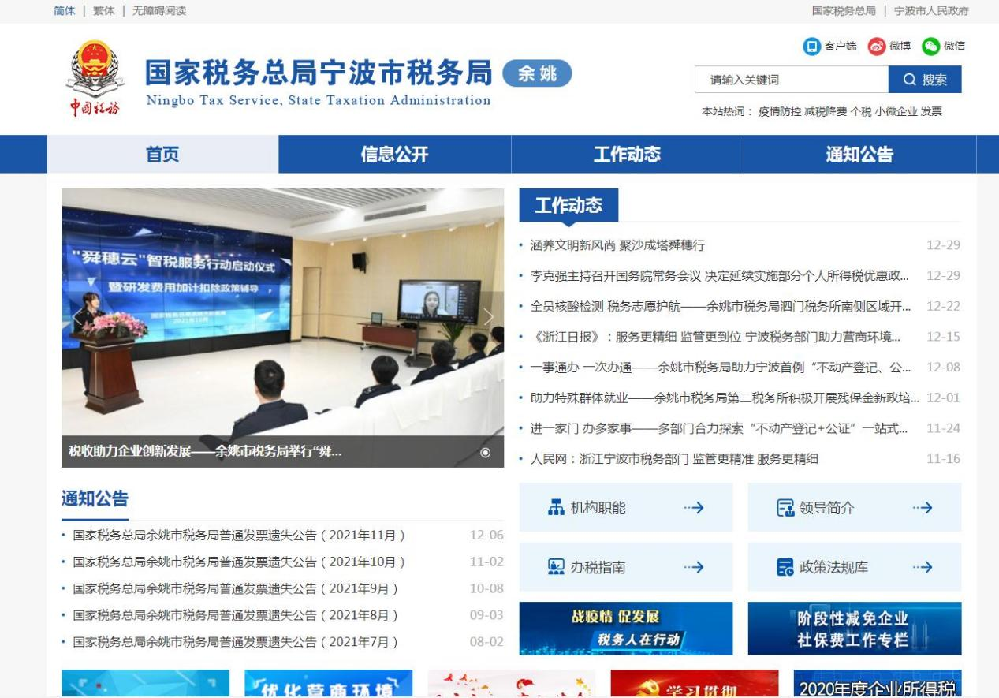 简体 | 繁体 | 无障碍阅读
国家税务总局 | 宁波市人民政府
客户端 微博 微信
中国税务
国家税务总局宁波市税务局 余姚
Ningbo Tax Service, State Taxation Administration
请输入关键词 搜索
本站热词： 疫情防控 减税降费 个税 小微企业 发票
首页 信息公开 工作动态 通知公告
"舜穗云"智税服务行动启动仪式
暨研发费用加计扣除政策辅导
2021年10月
税收助力企业创新发展——余姚市税务局举行“舜...
工作动态
涵养文明新风尚 聚沙成塔舜穗行 12-29
李克强主持召开国务院常务会议 决定延续实施部分个人所得税优惠政... 12-29
全员核酸检测 税务志愿护航——余姚市税务局泗门税务所南侧区域开... 12-22
《浙江日报》：服务更精细 监管更到位 宁波税务部门助力营商环境... 12-15
一事通办 一次办通——余姚市税务局助力宁波首例“不动产登记、公... 12-08
助力特殊群体就业——余姚市税务局第二税务所积极开展残保金新政培... 12-01
进一家门 办多家事——多部门合力探索“不动产登记+公证”一站式... 11-24
人民网：浙江宁波市税务部门 监管更精准 服务更精细 11-16
通知公告
国家税务总局余姚市税务局普通发票遗失公告（2021年11月） 12-06
国家税务总局余姚市税务局普通发票遗失公告（2021年10月） 11-02
国家税务总局余姚市税务局普通发票遗失公告（2021年9月） 10-08
国家税务总局余姚市税务局普通发票遗失公告（2021年8月） 09-03
国家税务总局余姚市税务局普通发票遗失公告（2021年7月） 08-02
机构职能 领导简介
办税指南 政策法规库
战疫情 促发展
税务人在行动
阶段性减免企业
社保费工作专栏
优化营商环境
学习贯彻
2020年度企业所得税